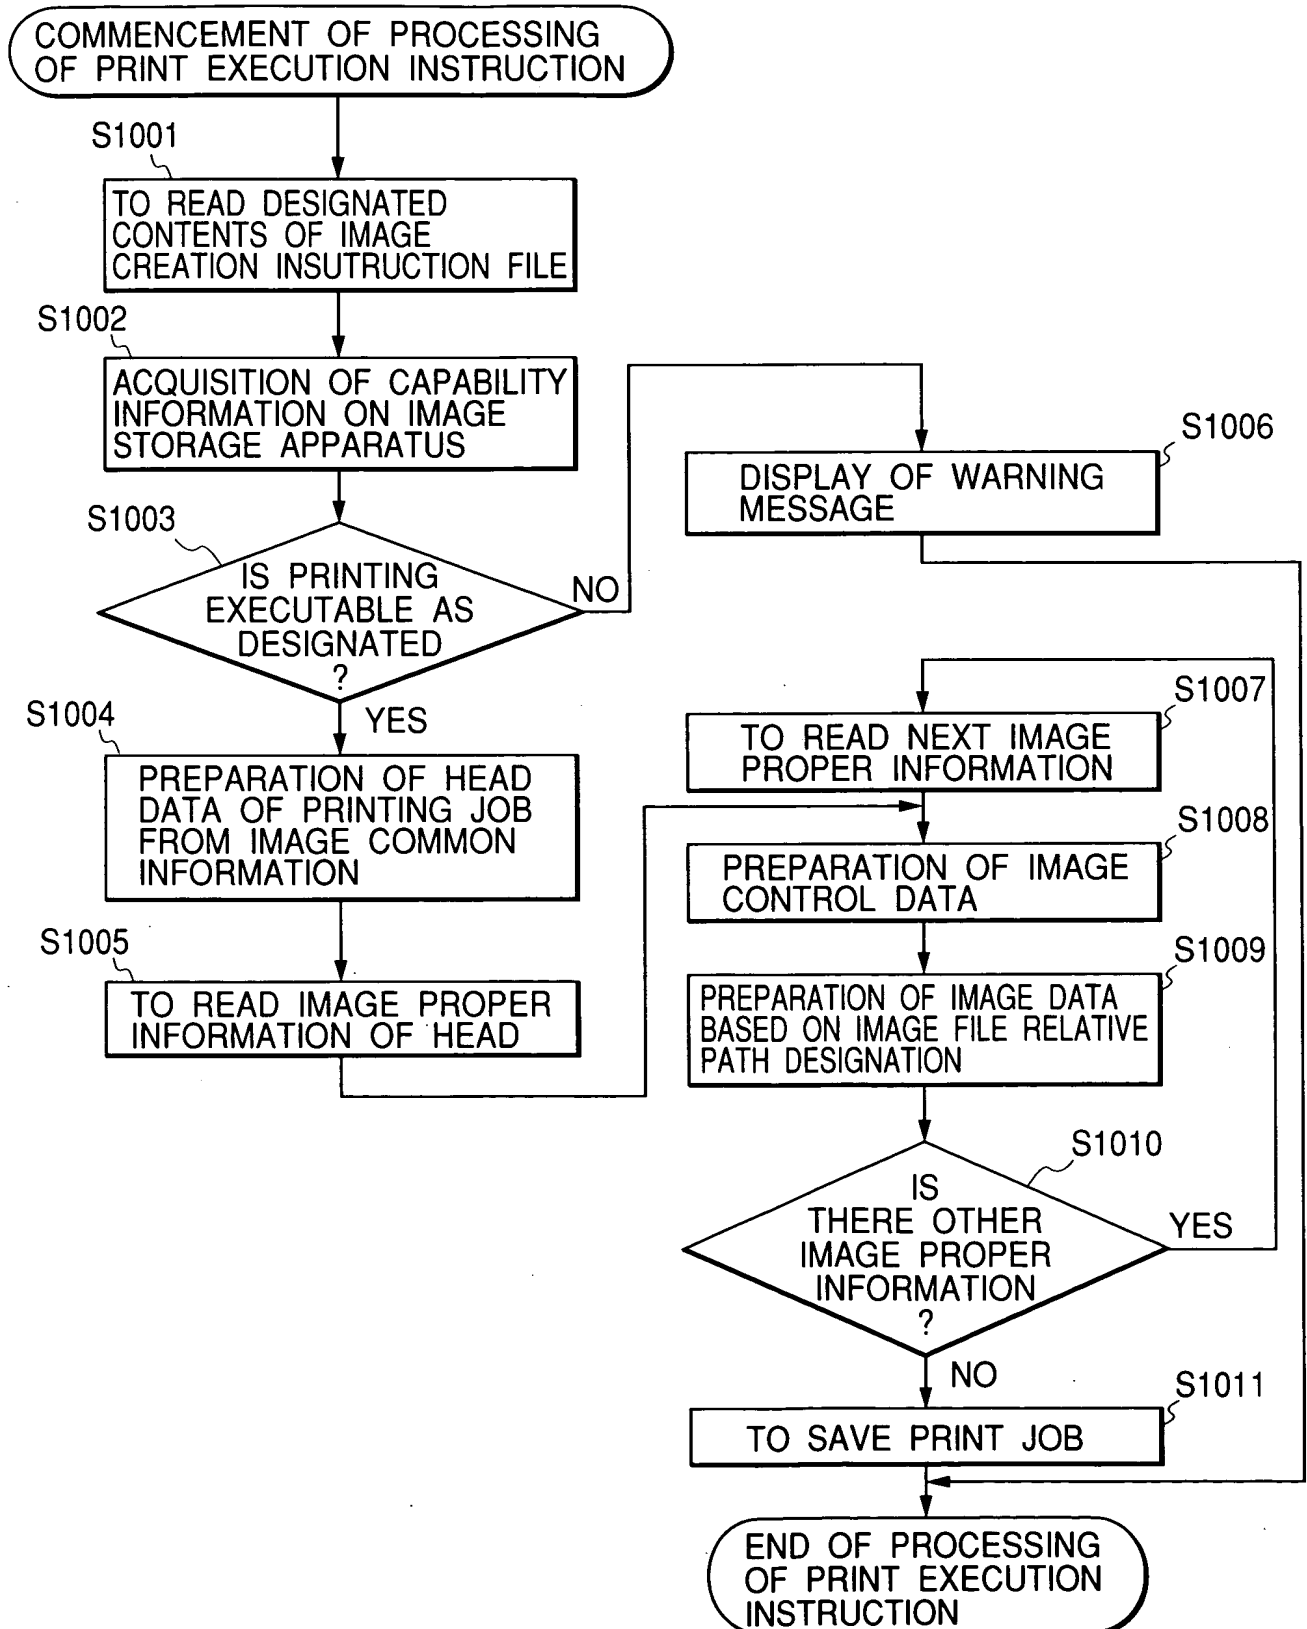 COMMENCEMENT OF PROCESSING
OF PRINT EXECUTION INSTRUCTION
S1001
TO READ DESIGNATED
CONTENTS OF IMAGE
CREATION INSUTRUCTION FILE
S1002
ACQUISITION OF CAPABILITY
INFORMATION ON IMAGE
STORAGE APPARATUS
S1003
IS PRINTING
EXECUTABLE AS
DESIGNATED
?
NO
YES
S1004
PREPARATION OF HEAD
DATA OF PRINTING JOB
FROM IMAGE COMMON
INFORMATION
S1005
TO READ IMAGE PROPER
INFORMATION OF HEAD
S1006
DISPLAY OF WARNING
MESSAGE
S1007
TO READ NEXT IMAGE
PROPER INFORMATION
S1008
PREPARATION OF IMAGE
CONTROL DATA
S1009
PREPARATION OF IMAGE DATA
BASED ON IMAGE FILE RELATIVE
PATH DESIGNATION
S1010
IS
THERE OTHER
IMAGE PROPER
INFORMATION
?
YES
NO
S1011
TO SAVE PRINT JOB
END OF PROCESSING
OF PRINT EXECUTION
INSTRUCTION